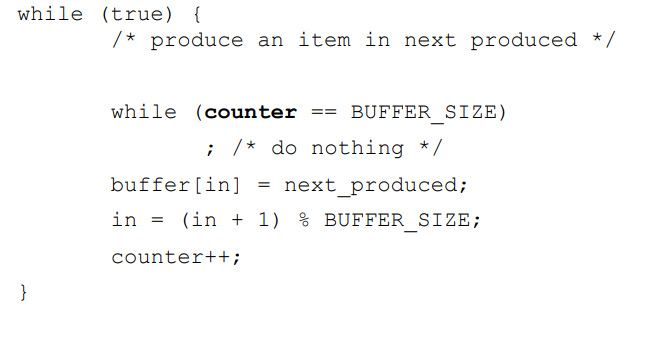 while (true) {
/* produce an item in next produced */
while (counter == BUFFER_SIZE)
; /* do nothing */
buffer[in] = next_produced;
in = (in + 1) % BUFFER_SIZE;
counter++;
}